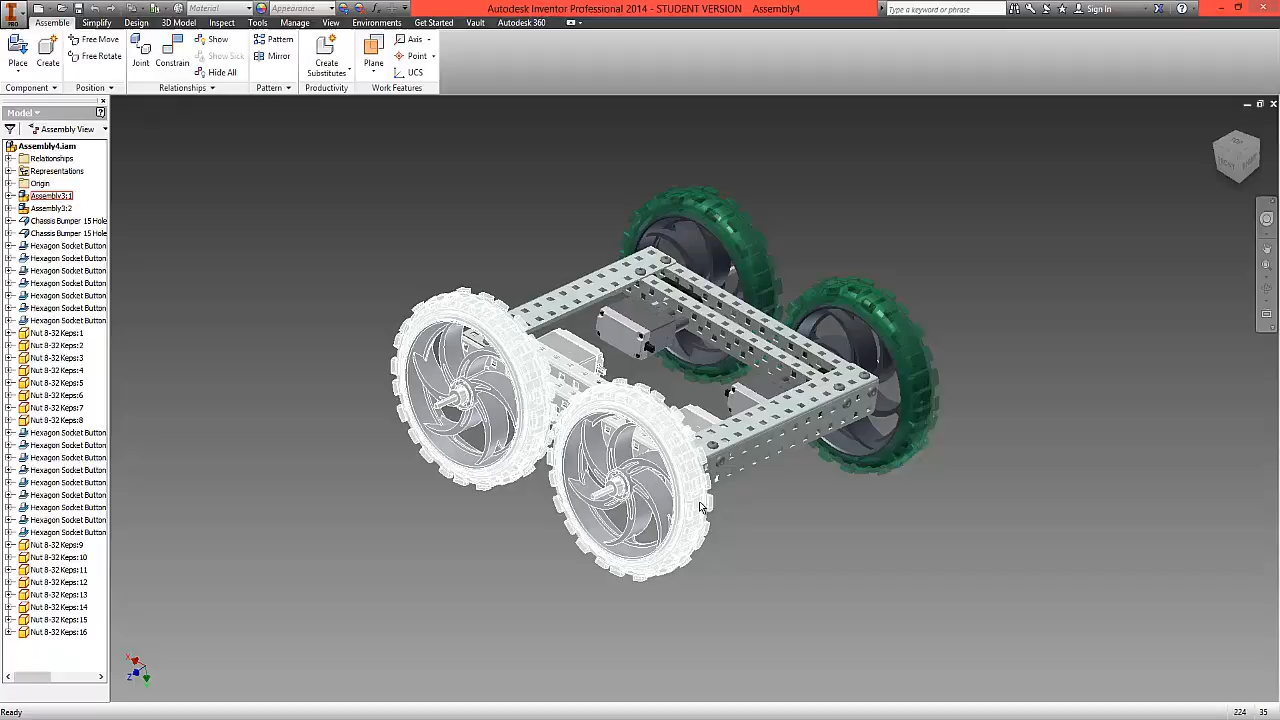 Autodesk Inventor Professional 2014 - STUDENT VERSION Assembly4
Material
Appearance
Type a keyword or phrase
Sign In
PRO
Assemble Simplify Design 3D Model Inspect Tools Manage View Environments Get Started Vault Autodesk 360
Place
Create
Free Move
Free Rotate
Joint
Constrain
Show
Show Sick
Hide All
Pattern
Mirror
Create
Substitutes
Plane
Axis
Point
UCS
Component
Position
Relationships
Pattern
Productivity
Work Features
Model
Assembly View
Assembly4.iam
Relationships
Representations
Origin
Assembly3:1
Assembly3:2
Chassis Bumper 15 Hole
Chassis Bumper 15 Hole
Hexagon Socket Button
Hexagon Socket Button
Hexagon Socket Button
Hexagon Socket Button
Hexagon Socket Button
Hexagon Socket Button
Hexagon Socket Button
Nut 8-32 Keps:1
Nut 8-32 Keps:2
Nut 8-32 Keps:3
Nut 8-32 Keps:4
Nut 8-32 Keps:5
Nut 8-32 Keps:6
Nut 8-32 Keps:7
Nut 8-32 Keps:8
Hexagon Socket Button
Hexagon Socket Button
Hexagon Socket Button
Hexagon Socket Button
Hexagon Socket Button
Hexagon Socket Button
Hexagon Socket Button
Hexagon Socket Button
Hexagon Socket Button
Nut 8-32 Keps:9
Nut 8-32 Keps:10
Nut 8-32 Keps:11
Nut 8-32 Keps:12
Nut 8-32 Keps:13
Nut 8-32 Keps:14
Nut 8-32 Keps:15
Nut 8-32 Keps:16
X
Z
Y
Ready
224 35